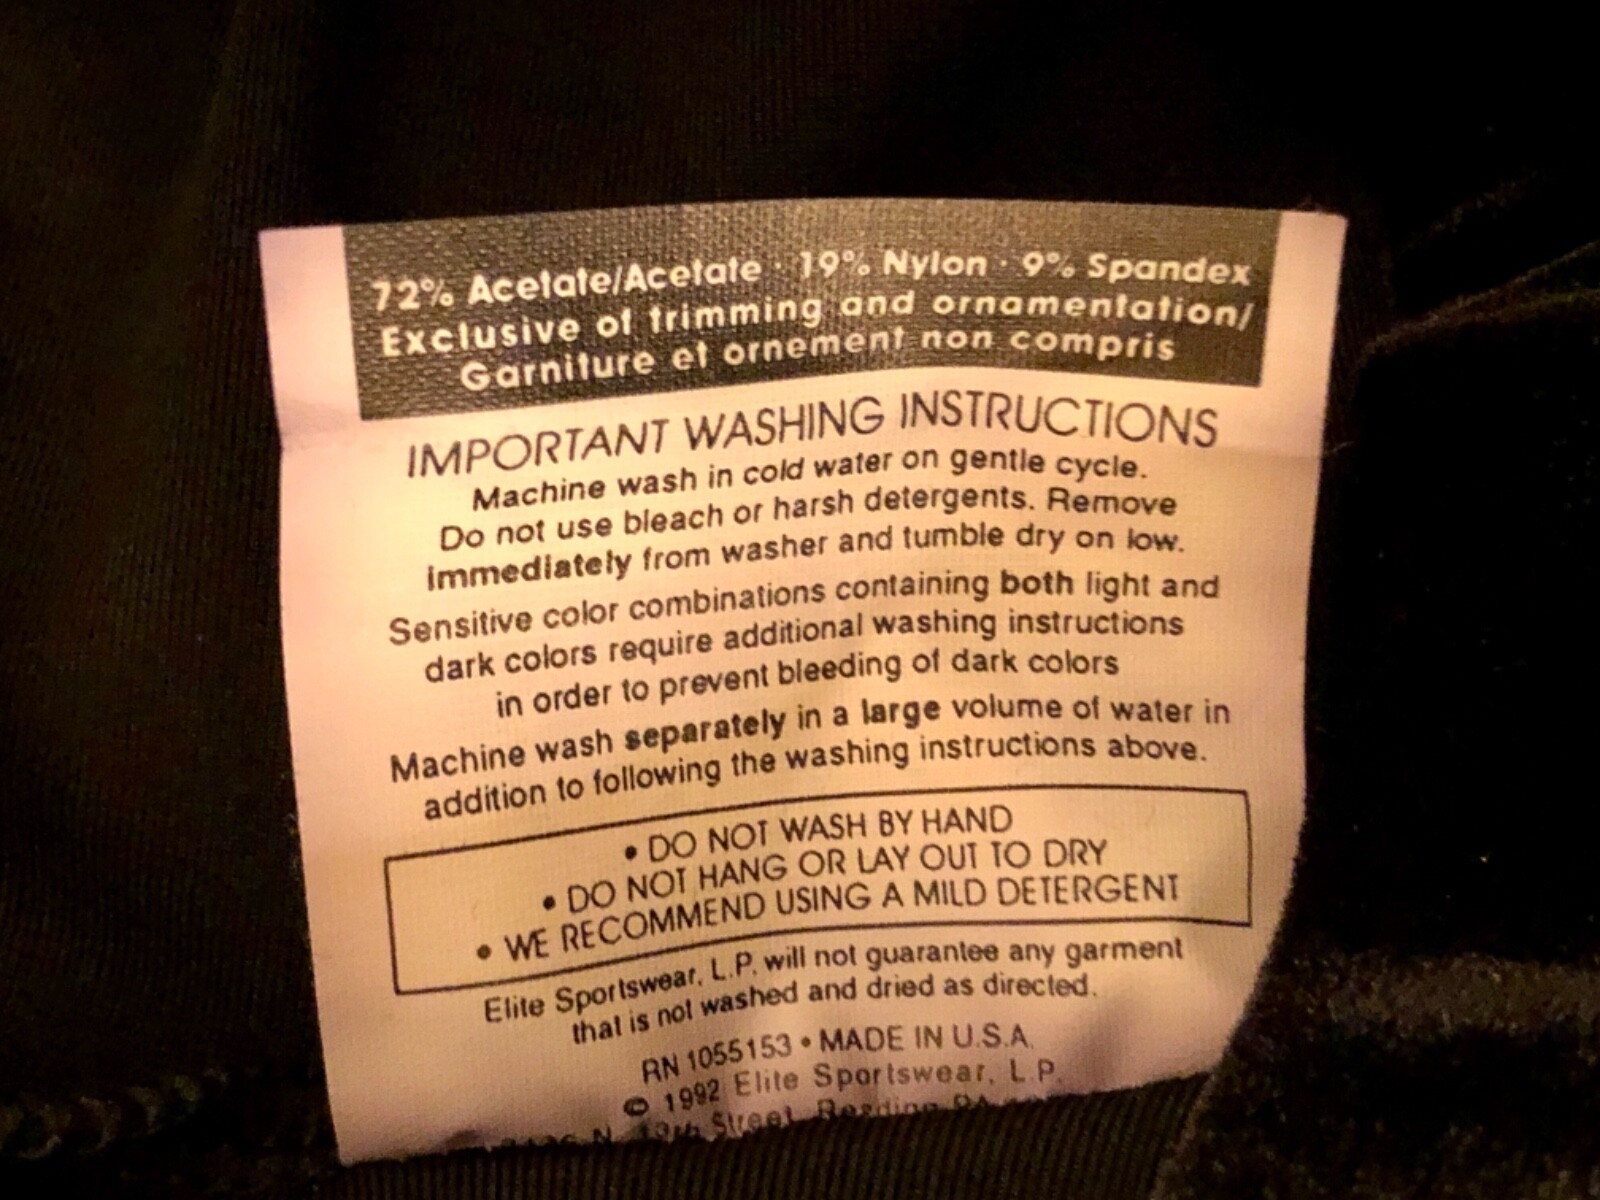 72% Acetate/Acetate · 19% Nylon · 9% Spandex
Exclusive of trimming and ornamentation/
Garniture et ornement non compris
IMPORTANT WASHING INSTRUCTIONS
Machine wash in cold water on gentle cycle.
Do not use bleach or harsh detergents. Remove
immediately from washer and tumble dry on low.
Sensitive color combinations containing both light and
dark colors require additional washing instructions
in order to prevent bleeding of dark colors
Machine wash separately in a large volume of water in
addition to following the washing instructions above.
• DO NOT WASH BY HAND
• DO NOT HANG OR LAY OUT TO DRY
• WE RECOMMEND USING A MILD DETERGENT
Elite Sportswear, L.P. will not guarantee any garment
that is not washed and dried as directed.
RN 1055153 • MADE IN U.S.A.
© 1992 Elite Sportswear, L.P.
N. 13th Street, Reading PA